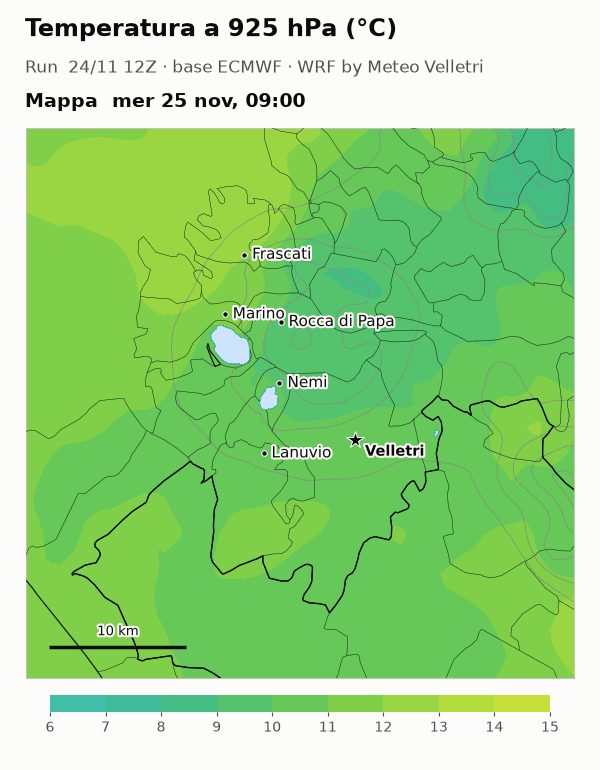 Temperatura a 925 hPa (°C)
Run  24/11 12Z · base ECMWF · WRF by Meteo Velletri
Mappa  mer 25 nov, 09:00
Frascati
Marino
Rocca di Papa
Nemi
Velletri
Lanuvio
10 km
6 7 8 9 10 11 12 13 14 15